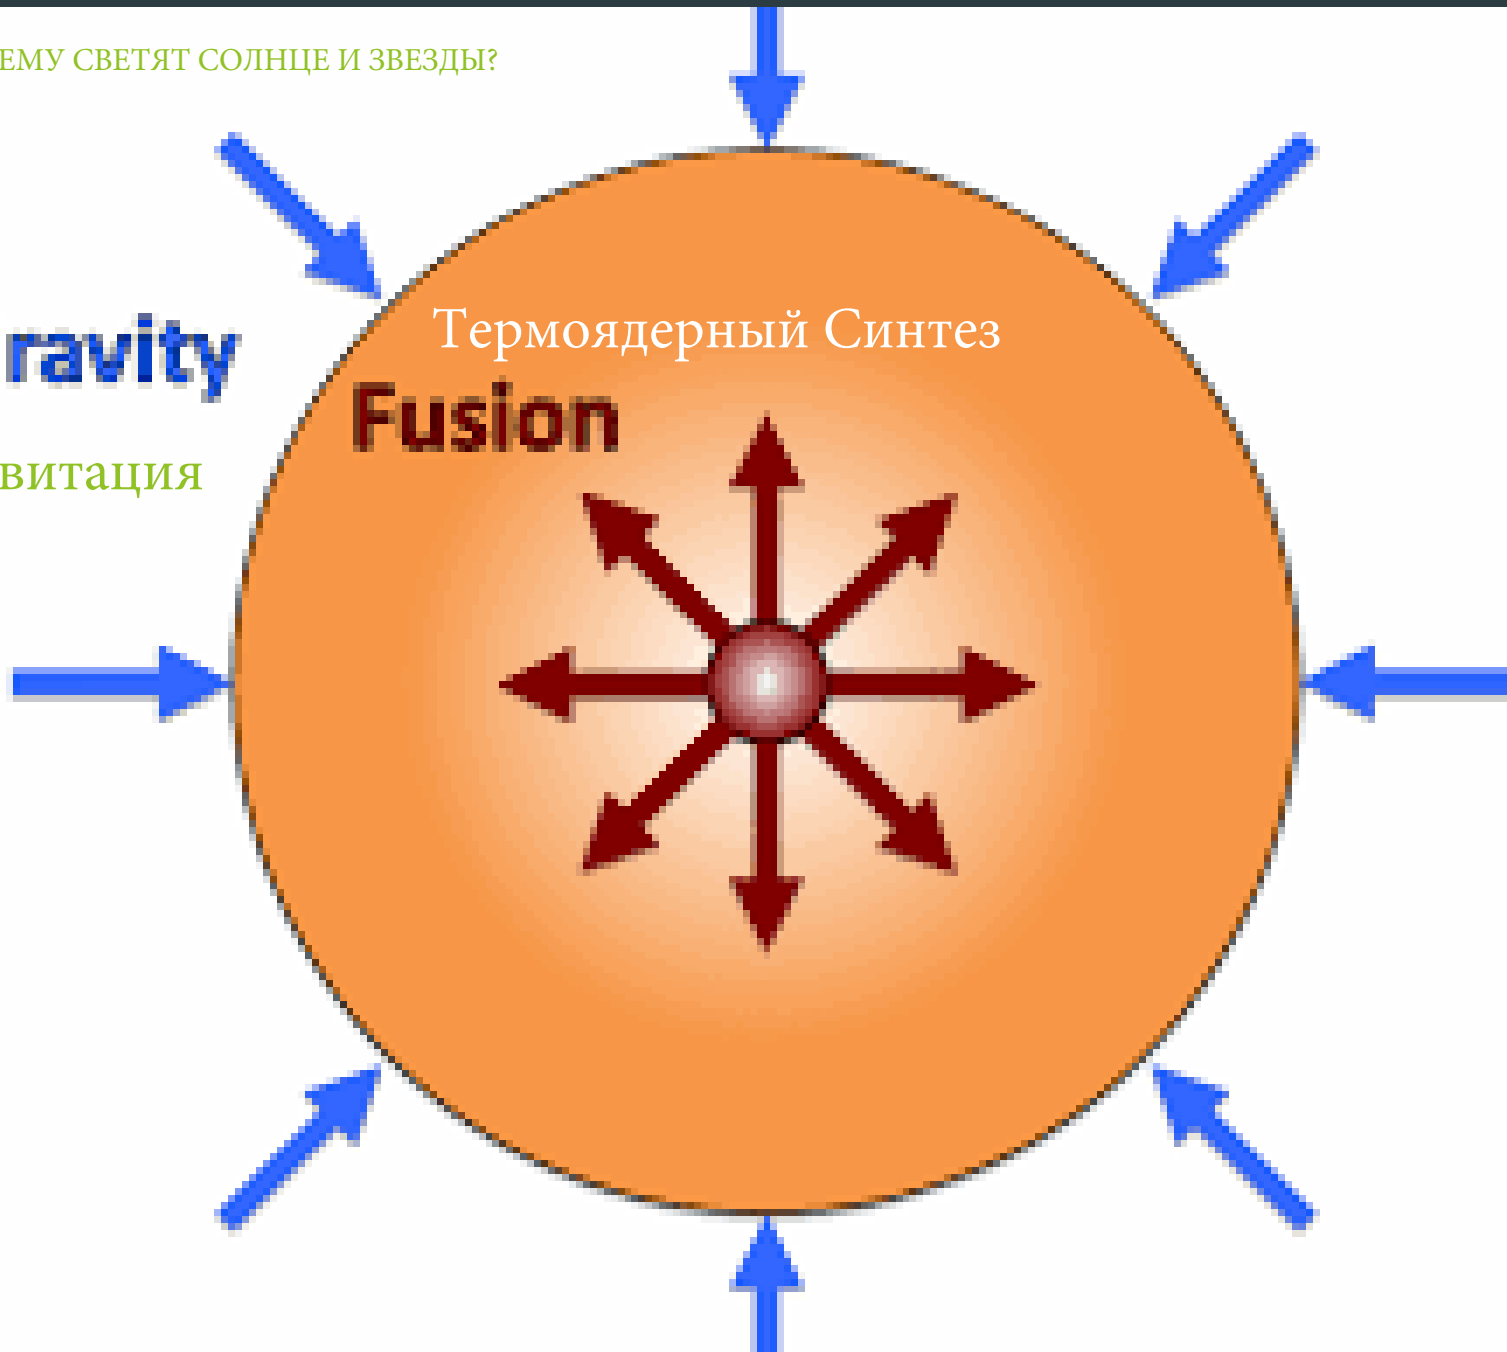 ЕМУ СВЕТЯТ СОЛНЦЕ И ЗВЕЗДЫ?
Термоядерный Синтез
ravity
Fusion
витация